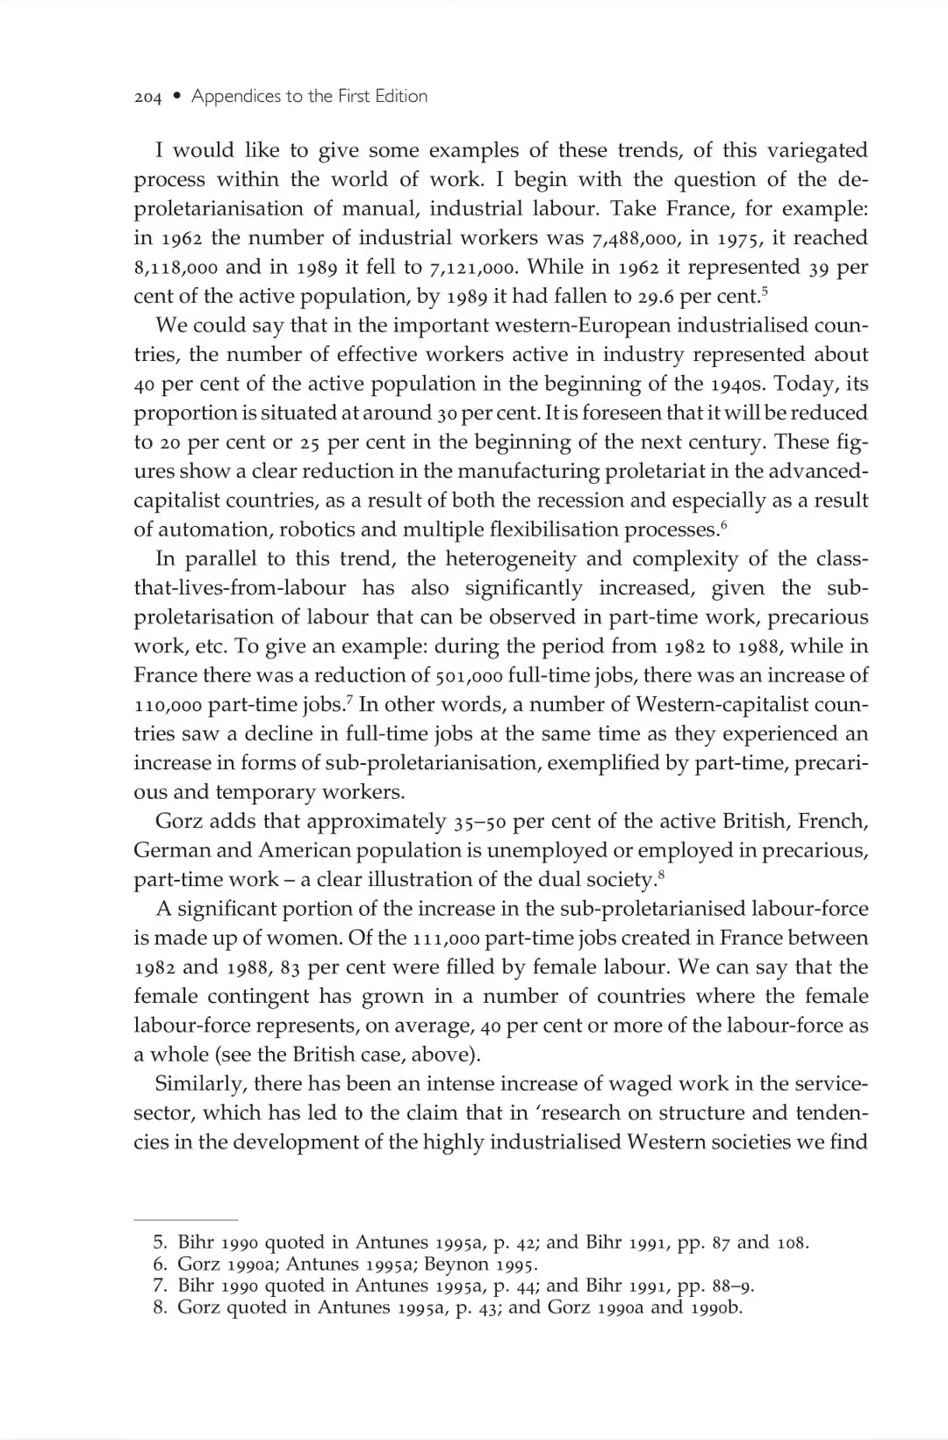 204 • Appendices to the First Edition
I would like to give some examples of these trends, of this variegated
process within the world of work. I begin with the question of the de-
proletarianisation of manual, industrial labour. Take France, for example:
in 1962 the number of industrial workers was 7,488,000, in 1975, it reached
8,118,000 and in 1989 it fell to 7,121,000. While in 1962 it represented 39 per
cent of the active population, by 1989 it had fallen to 29.6 per cent.5
We could say that in the important western-European industrialised coun-
tries, the number of effective workers active in industry represented about
40 per cent of the active population in the beginning of the 1940s. Today, its
proportion is situated at around 30 per cent. It is foreseen that it will be reduced
to 20 per cent or 25 per cent in the beginning of the next century. These fig-
ures show a clear reduction in the manufacturing proletariat in the advanced-
capitalist countries, as a result of both the recession and especially as a result
of automation, robotics and multiple flexibilisation processes.6
In parallel to this trend, the heterogeneity and complexity of the class-
that-lives-from-labour has also significantly increased, given the sub-
proletarisation of labour that can be observed in part-time work, precarious
work, etc. To give an example: during the period from 1982 to 1988, while in
France there was a reduction of 501,000 full-time jobs, there was an increase of
110,000 part-time jobs.7 In other words, a number of Western-capitalist coun-
tries saw a decline in full-time jobs at the same time as they experienced an
increase in forms of sub-proletarianisation, exemplified by part-time, precari-
ous and temporary workers.
Gorz adds that approximately 35–50 per cent of the active British, French,
German and American population is unemployed or employed in precarious,
part-time work – a clear illustration of the dual society.8
A significant portion of the increase in the sub-proletarianised labour-force
is made up of women. Of the 111,000 part-time jobs created in France between
1982 and 1988, 83 per cent were filled by female labour. We can say that the
female contingent has grown in a number of countries where the female
labour-force represents, on average, 40 per cent or more of the labour-force as
a whole (see the British case, above).
Similarly, there has been an intense increase of waged work in the service-
sector, which has led to the claim that in ‘research on structure and tenden-
cies in the development of the highly industrialised Western societies we find
5. Bihr 1990 quoted in Antunes 1995a, p. 42; and Bihr 1991, pp. 87 and 108.
6. Gorz 1990a; Antunes 1995a; Beynon 1995.
7. Bihr 1990 quoted in Antunes 1995a, p. 44; and Bihr 1991, pp. 88–9.
8. Gorz quoted in Antunes 1995a, p. 43; and Gorz 1990a and 1990b.